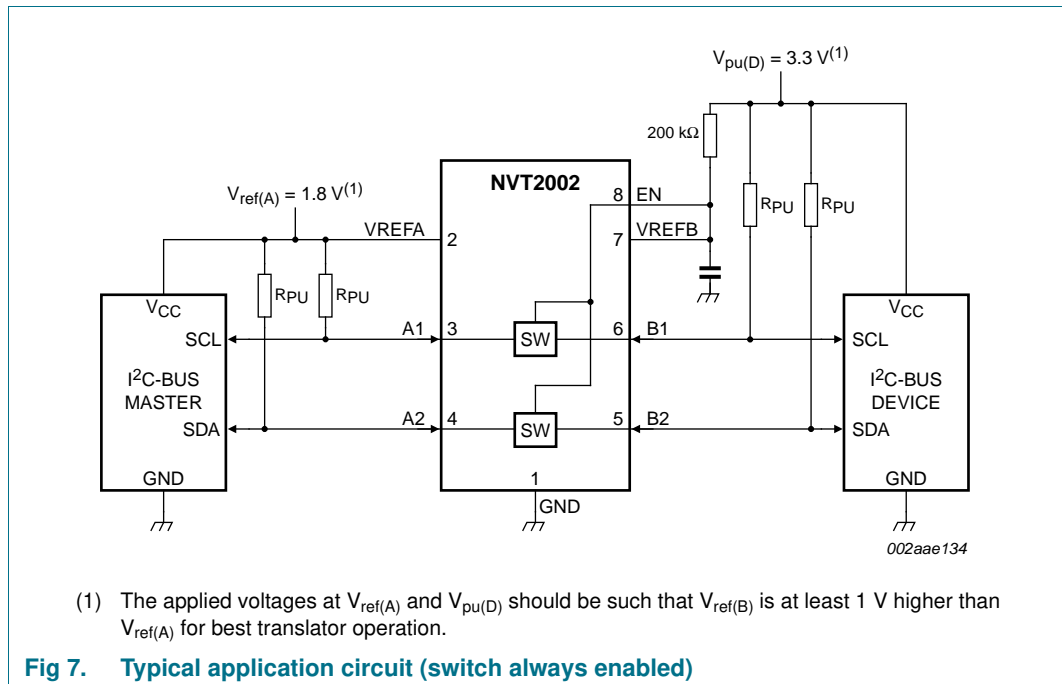 Vpu(D) = 3.3 V(1)
200 kΩ
NVT2002
8 EN
RPU RPU
Vref(A) = 1.8 V(1)
VREFA 2
7 VREFB
RPU RPU
VCC
VCC
SCL
A1 3
SW
6 B1
SCL
I2C-BUS
MASTER
I2C-BUS
DEVICE
SDA
A2 4
SW
5 B2
SDA
GND
1
GND
GND
002aae134
(1) The applied voltages at Vref(A) and Vpu(D) should be such that Vref(B) is at least 1 V higher than
Vref(A) for best translator operation.
Fig 7. Typical application circuit (switch always enabled)